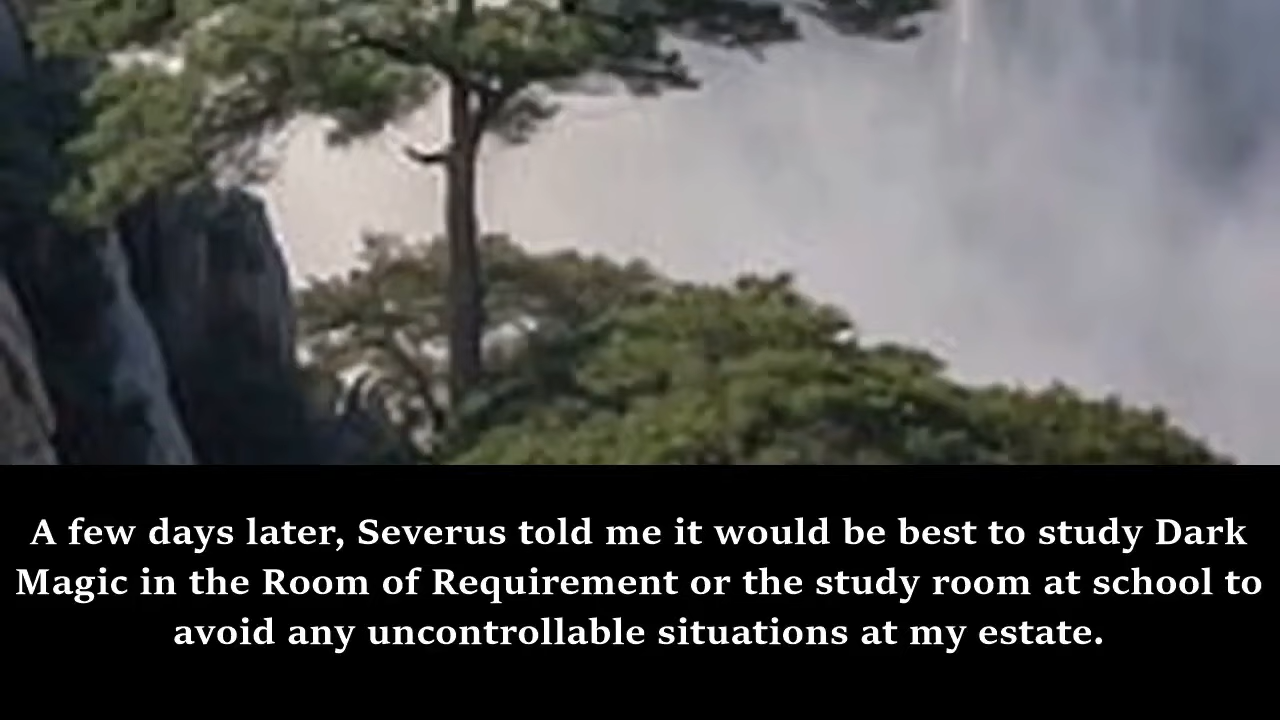 A few days later, Severus told me it would be best to study Dark
Magic in the Room of Requirement or the study room at school to
avoid any uncontrollable situations at my estate.